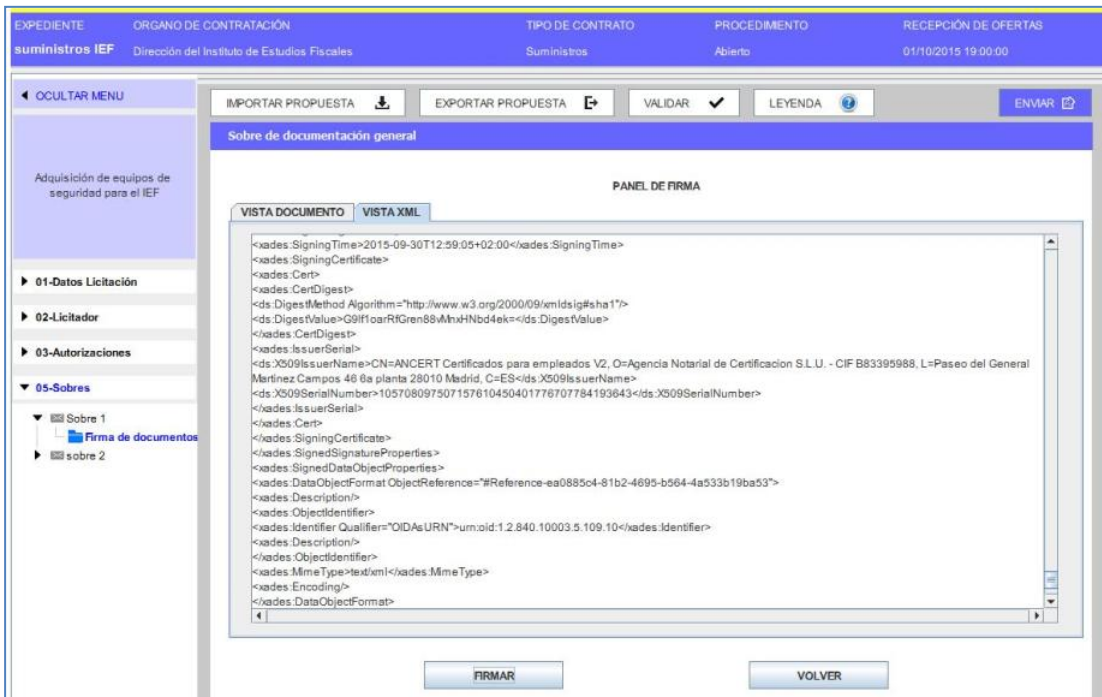 EXPEDIENTE ORGANO DE CONTRATACIÓN TIPO DE CONTRATO PROCEDIMIENTO RECEPCIÓN DE OFERTAS
suministros IEF Dirección del Instituto de Estudios Fiscales Suministros Abierto 01/10/2015 19:00:00
OCULTAR MENU
IMPORTAR PROPUESTA EXPORTAR PROPUESTA VALIDAR LEYENDA ENVIAR
Sobre de documentación general
Adquisición de equipos de
seguridad para el IEF
PANEL DE FIRMA
VISTA DOCUMENTO VISTA XML
<xades:SigningTime>2015-09-30T12:59:05+02:00</xades:SigningTime>
<xades:SigningCertificate>
<xades:Cert>
<xades:CertDigest>
<ds:DigestMethod Algorithm="http://www.w3.org/2000/09/xmldsig#sha1"/>
<ds:DigestValue>G9lf1oarRfGren88vMnxHNbd4ek=</ds:DigestValue>
</xades:CertDigest>
<xades:IssuerSerial>
<ds:X509IssuerName>CN=ANCERT Certificados para empleados V2, O=Agencia Notarial de Certificacion S.L.U. - CIF B83395988, L=Paseo del General
Martinez Campos 46 6a planta 28010 Madrid, C=ES</ds:X509IssuerName>
<ds:X509SerialNumber>105708097507157610450401776707784193643</ds:X509SerialNumber>
</xades:IssuerSerial>
</xades:Cert>
</xades:SigningCertificate>
</xades:SignedSignatureProperties>
<xades:SignedDataObjectProperties>
<xades:DataObjectFormat ObjectReference="#Reference-ea0885c4-81b2-4695-b564-4a533b19ba53">
<xades:Description/>
<xades:ObjectIdentifier>
<xades:Identifier Qualifier="OIDAsURN">urn:oid:1.2.840.10003.5.109.10</xades:Identifier>
<xades:Description/>
</xades:ObjectIdentifier>
<xades:MimeType>text/xml</xades:MimeType>
<xades:Encoding/>
</xades:DataObjectFormat>
01-Datos Licitación
02-Licitador
03-Autorizaciones
05-Sobres
Sobre 1
Firma de documentos
sobre 2
FIRMAR VOLVER